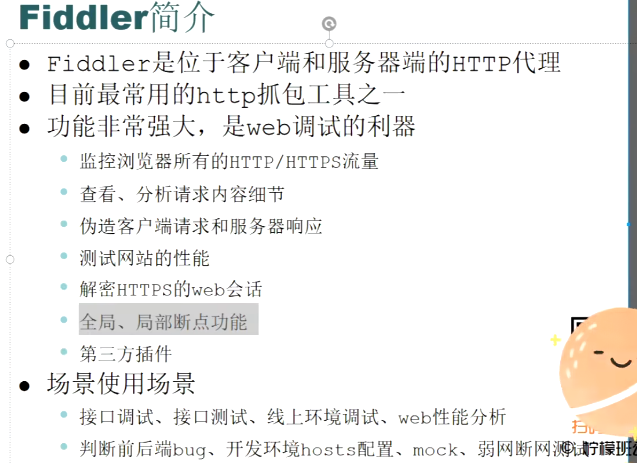 Fiddler简介
Fiddler是位于客户端和服务器端的HTTP代理
目前最常用的http抓包工具之一
功能非常强大，是web调试的利器
监控浏览器所有的HTTP/HTTPS流量
查看、分析请求内容细节
伪造客户端请求和服务器响应
测试网站的性能
解密HTTPS的web会话
全局、局部断点功能
第三方插件
场景使用场景
接口调试、接口测试、线上环境调试、web性能分析
判断前后端bug、开发环境hosts配置、mock、弱网断网测试
柠檬班